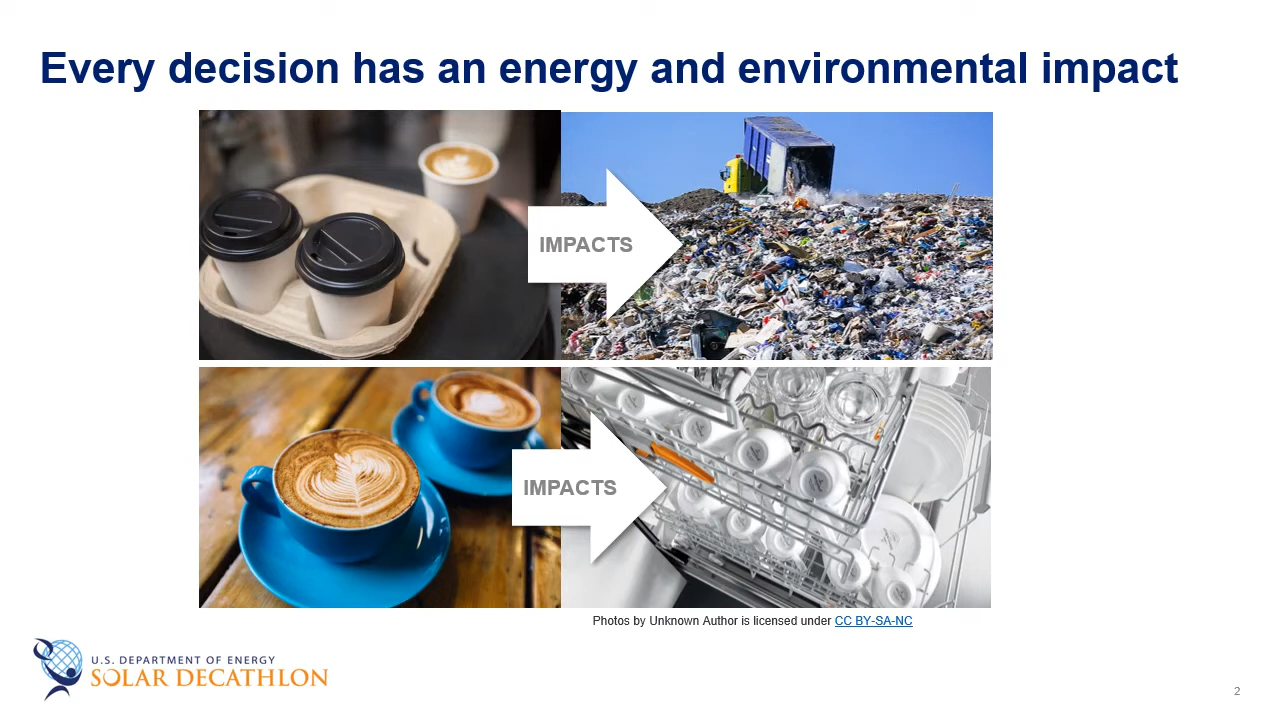 Every decision has an energy and environmental impact
IMPACTS
IMPACTS
Photos by Unknown Author is licensed under CC BY-SA-NC
U.S. DEPARTMENT OF ENERGY
SOLAR DECATHLON
2